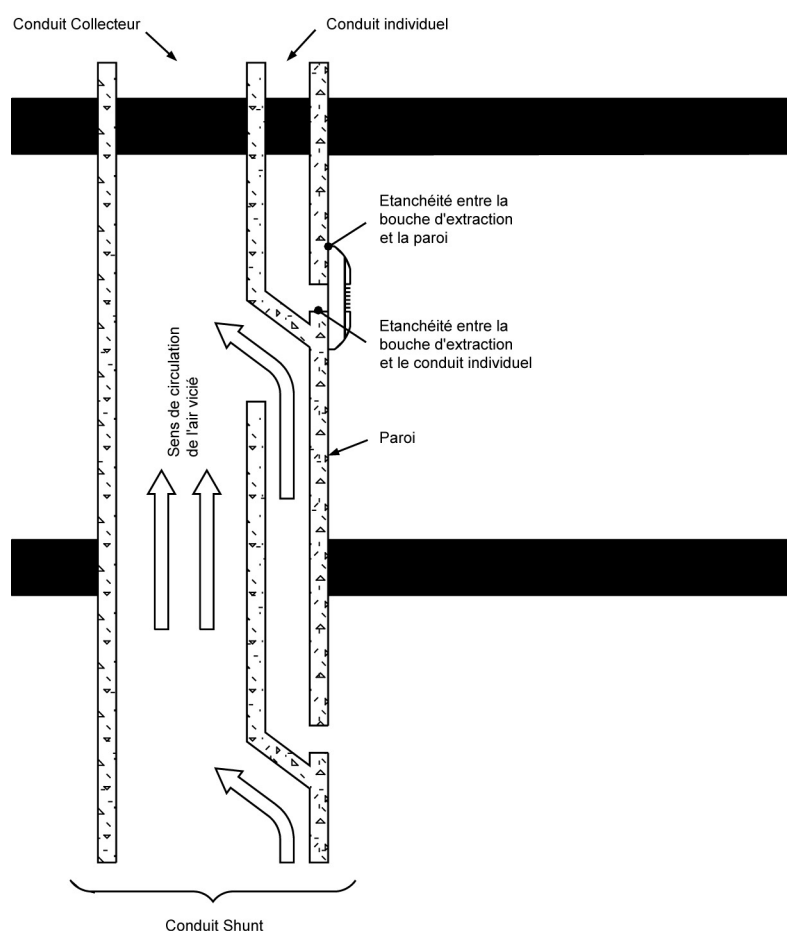 Conduit Collecteur
Conduit individuel
Etanchéité entre la
bouche d'extraction
et la paroi
Etanchéité entre la
bouche d'extraction
et le conduit individuel
Sens de circulation
de l'air vicié
Paroi
Conduit Shunt